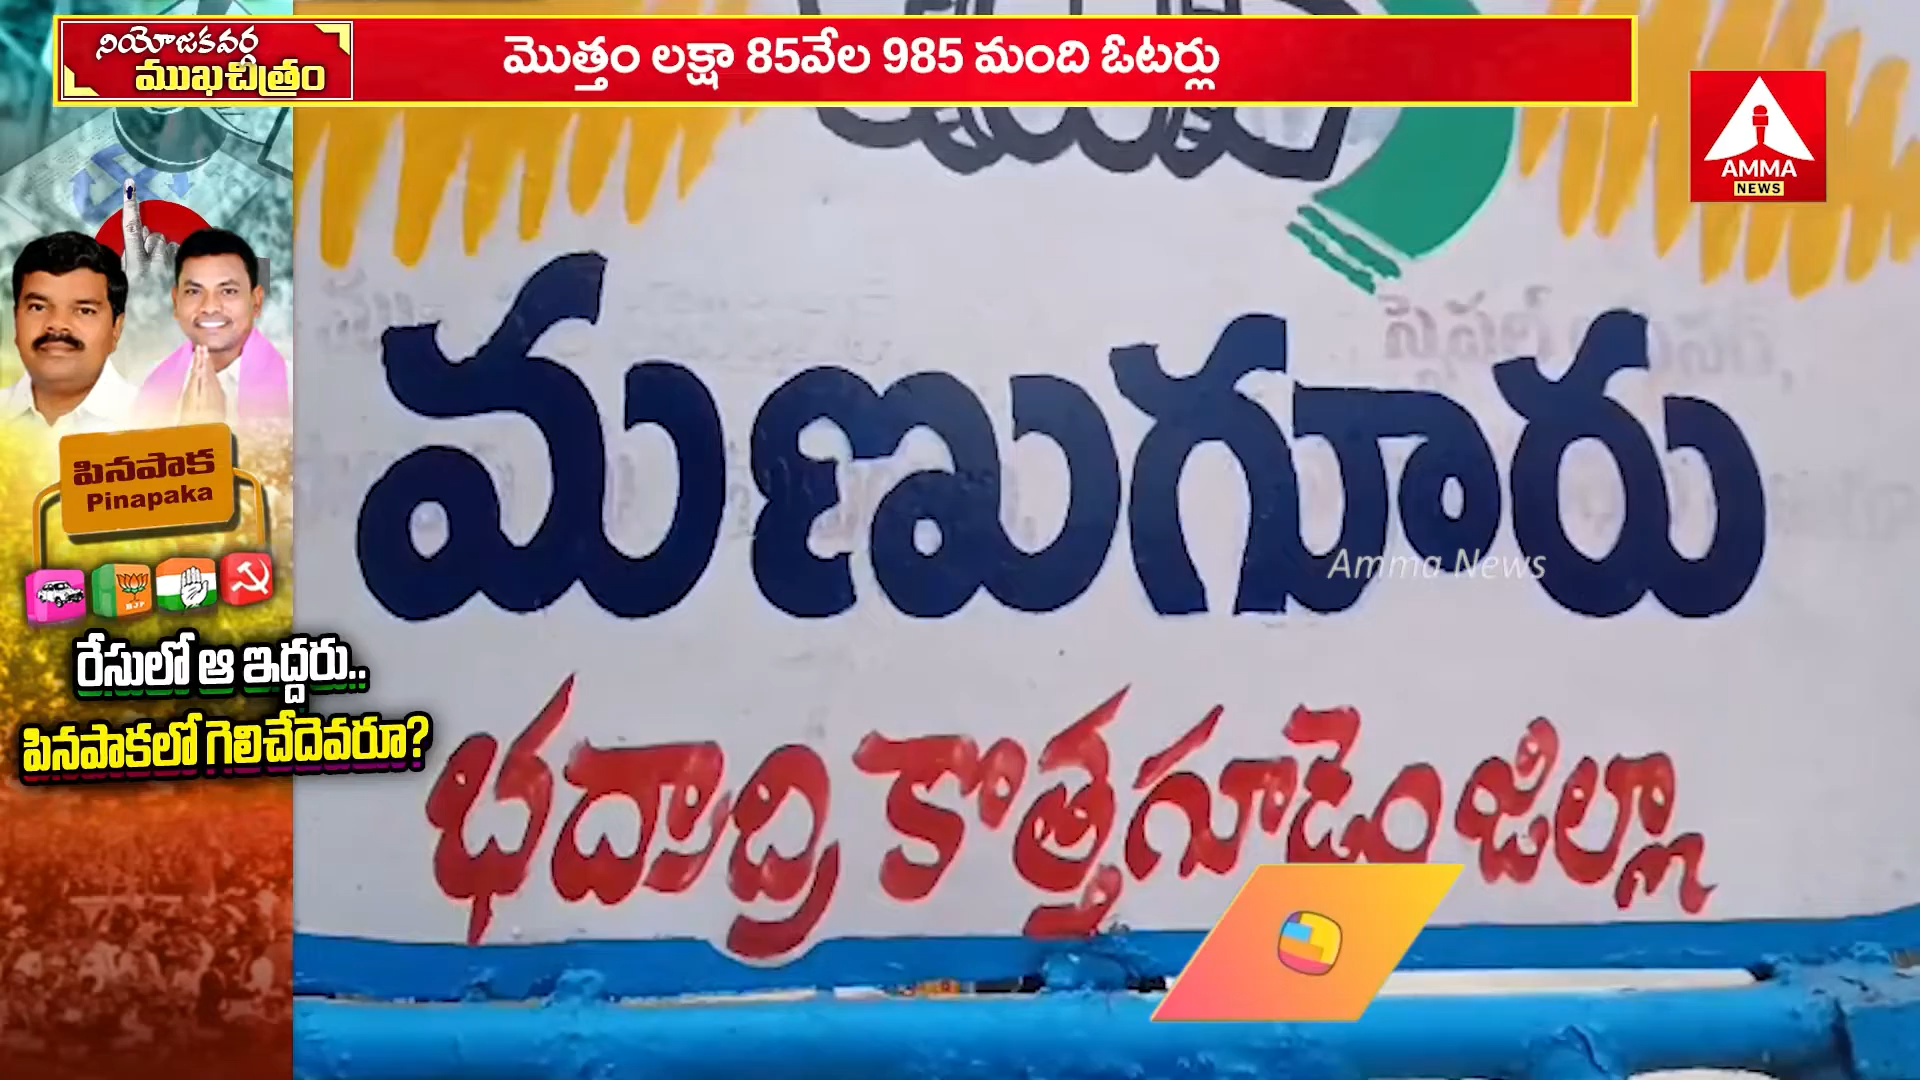 నియోజకవర్గ
ముఖచిత్రం
మొత్తం లక్షా 85వేల 985 మంది ఓటర్లు
AMMA
NEWS
మణుగూరు
Amma News
భద్రాద్రి కొత్తగూడెం జిల్లా
పినపాక
Pinapaka
BJP
రేసులో ఆ ఇద్దరు..
పినపాకలో గెలిచేదెవరూ?